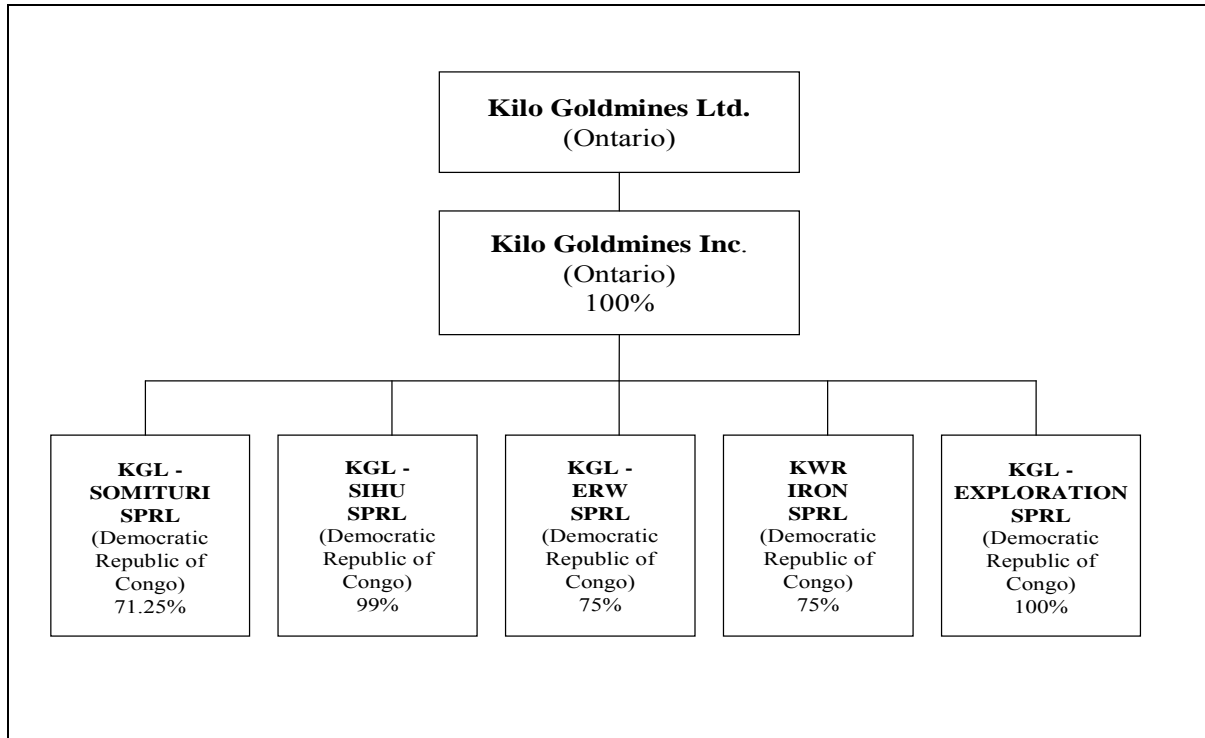 Kilo Goldmines Ltd.
(Ontario)
Kilo Goldmines Inc.
(Ontario)
100%
KGL -
SOMITURI
SPRL
(Democratic
Republic of
Congo)
71.25%
KGL -
SIHU
SPRL
(Democratic
Republic of
Congo)
99%
KGL -
ERW
SPRL
(Democratic
Republic of
Congo)
75%
KWR
IRON
SPRL
(Democratic
Republic of
Congo)
75%
KGL -
EXPLORATION
SPRL
(Democratic
Republic of
Congo)
100%